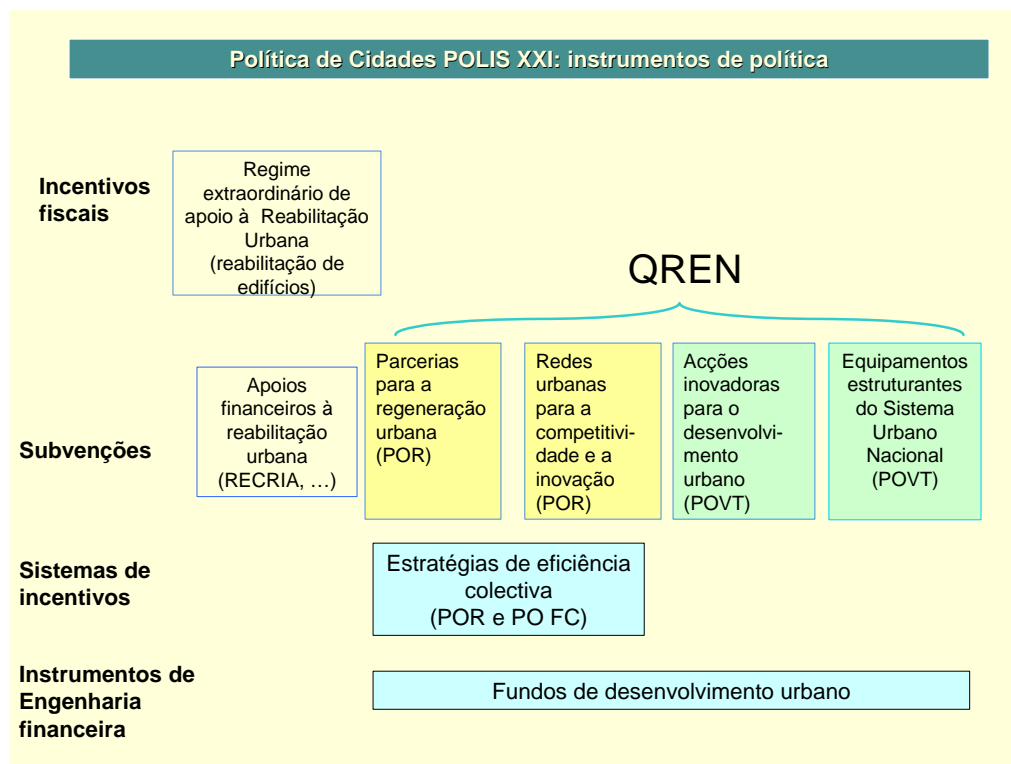 Política de Cidades POLIS XXI: instrumentos de política
Incentivos
fiscais
Regime
extraordinário de
apoio à  Reabilitação
Urbana
(reabilitação de
edifícios)
QREN
Subvenções
Apoios
financeiros à
reabilitação
urbana
(RECRIA, …)
Parcerias
para a
regeneração
urbana
(POR)
Redes
urbanas
para a
competitivi-
dade e a
inovação
(POR)
Acções
inovadoras
para o
desenvolvi-
mento
urbano
(POVT)
Equipamentos
estruturantes
do Sistema
Urbano
Nacional
(POVT)
Sistemas de
incentivos
Estratégias de eficiência
colectiva
(POR e PO FC)
Instrumentos de
Engenharia
financeira
Fundos de desenvolvimento urbano